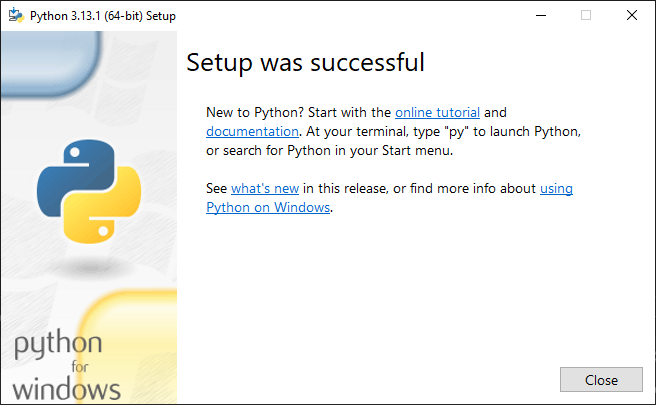 Python 3.13.1 (64-bit) Setup
Setup was successful
New to Python? Start with the online tutorial and
documentation. At your terminal, type "py" to launch Python,
or search for Python in your Start menu.
See what's new in this release, or find more info about using
Python on Windows.
python
for
windows
Close